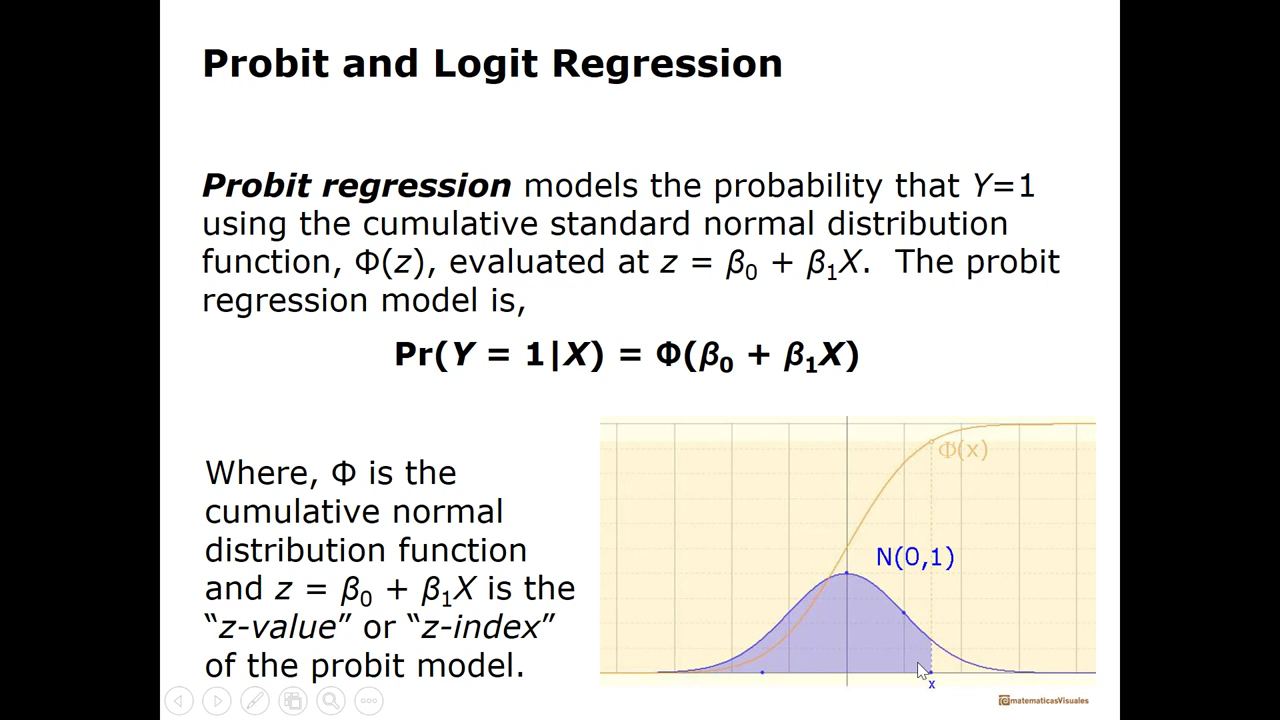 Probit and Logit Regression
Probit regression models the probability that Y=1
using the cumulative standard normal distribution
function, Φ(z), evaluated at z = β₀ + β₁X. The probit
regression model is,
Pr(Y = 1|X) = Φ(β₀ + β₁X)
Where, Φ is the
cumulative normal
distribution function
and z = β₀ + β₁X is the
“z-value” or “z-index”
of the probit model.
Φ(x)
N(0,1)
x
matematicasVisuales